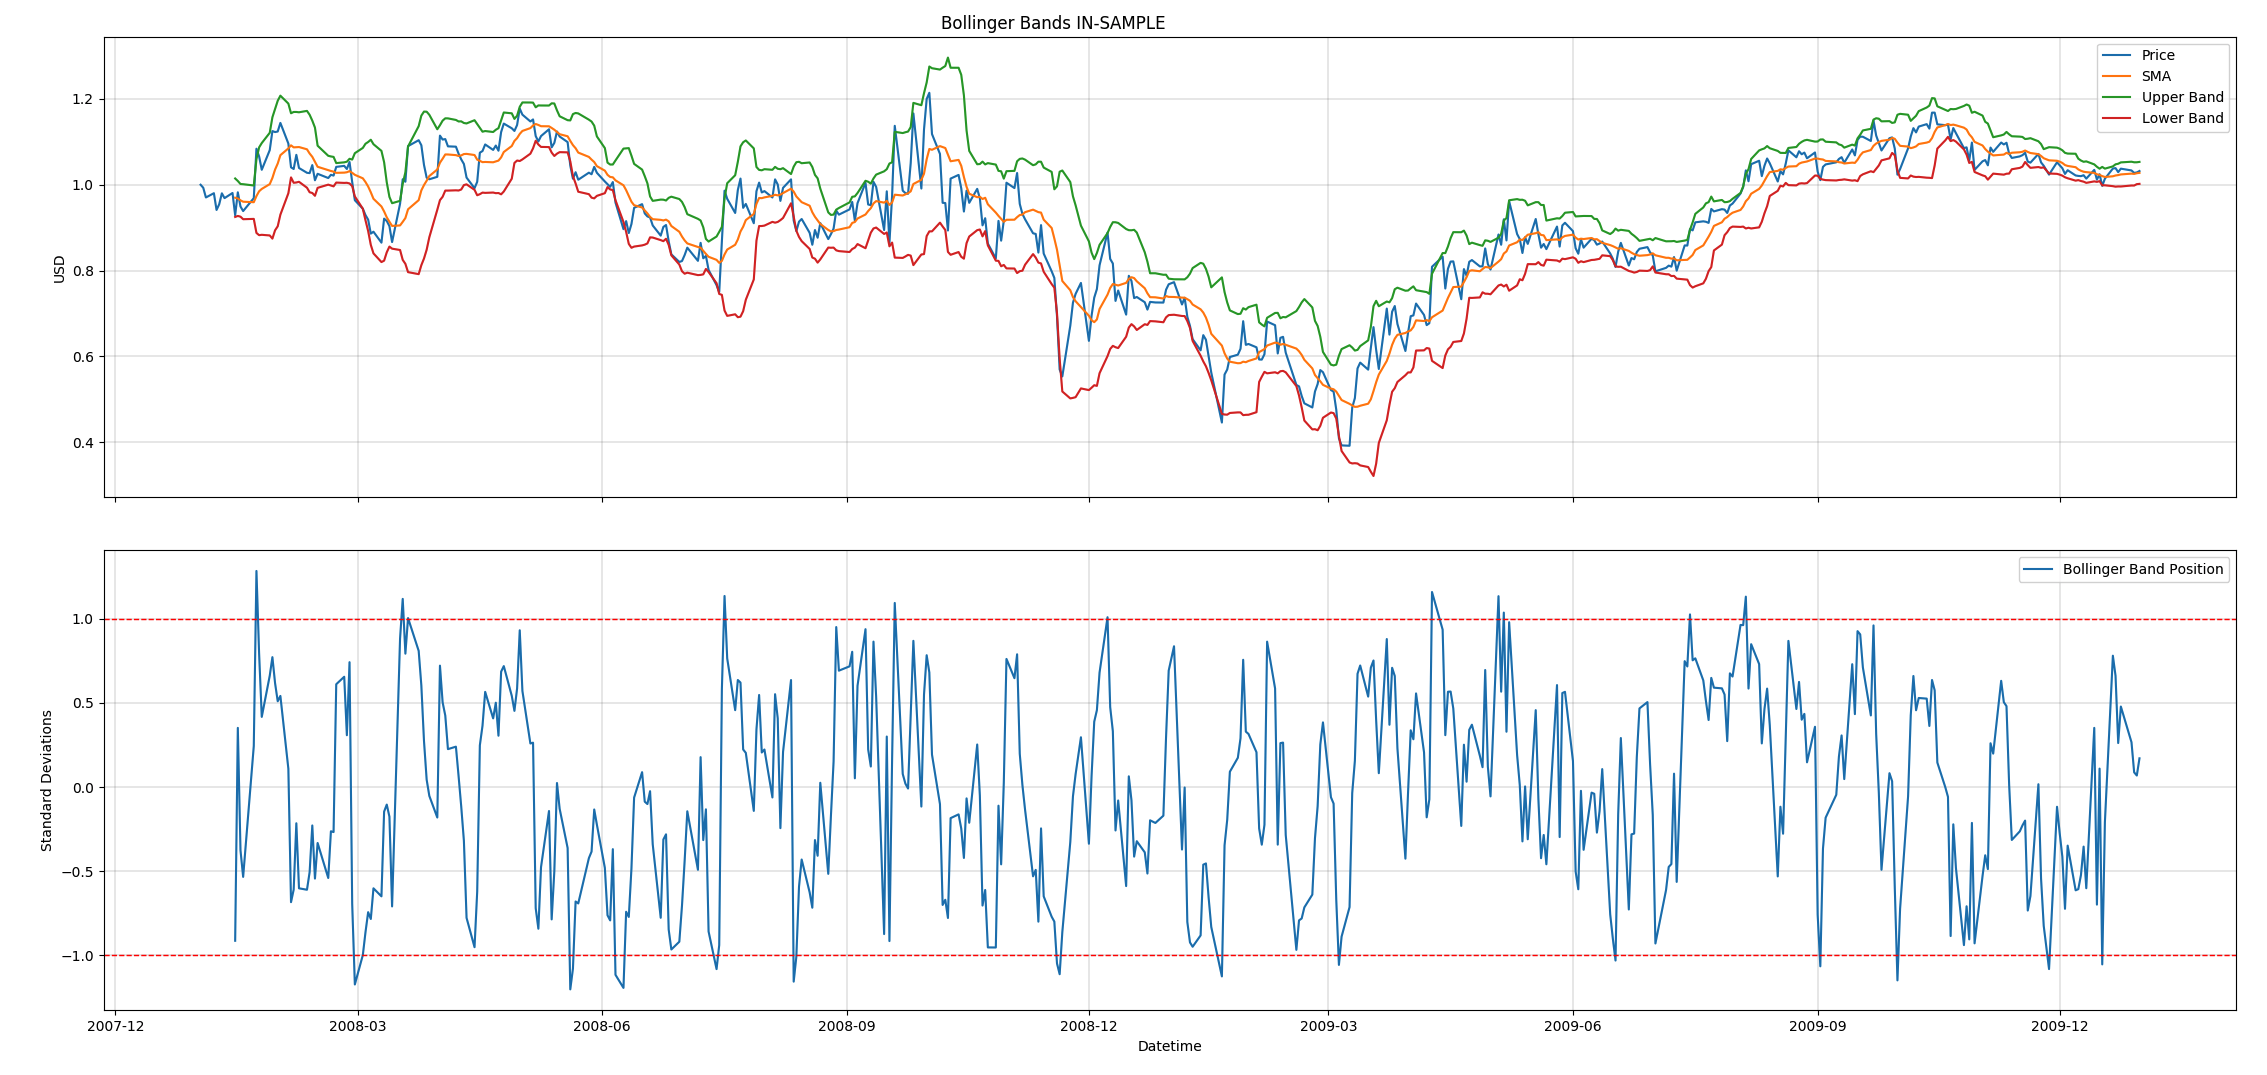 Bollinger Bands IN-SAMPLE
Price
SMA
Upper Band
Lower Band
USD
1.2
1.0
0.8
0.6
0.4
Bollinger Band Position
Standard Deviations
1.0
0.5
0.0
−0.5
−1.0
2007-12 2008-03 2008-06 2008-09 2008-12 2009-03 2009-06 2009-09 2009-12
Datetime